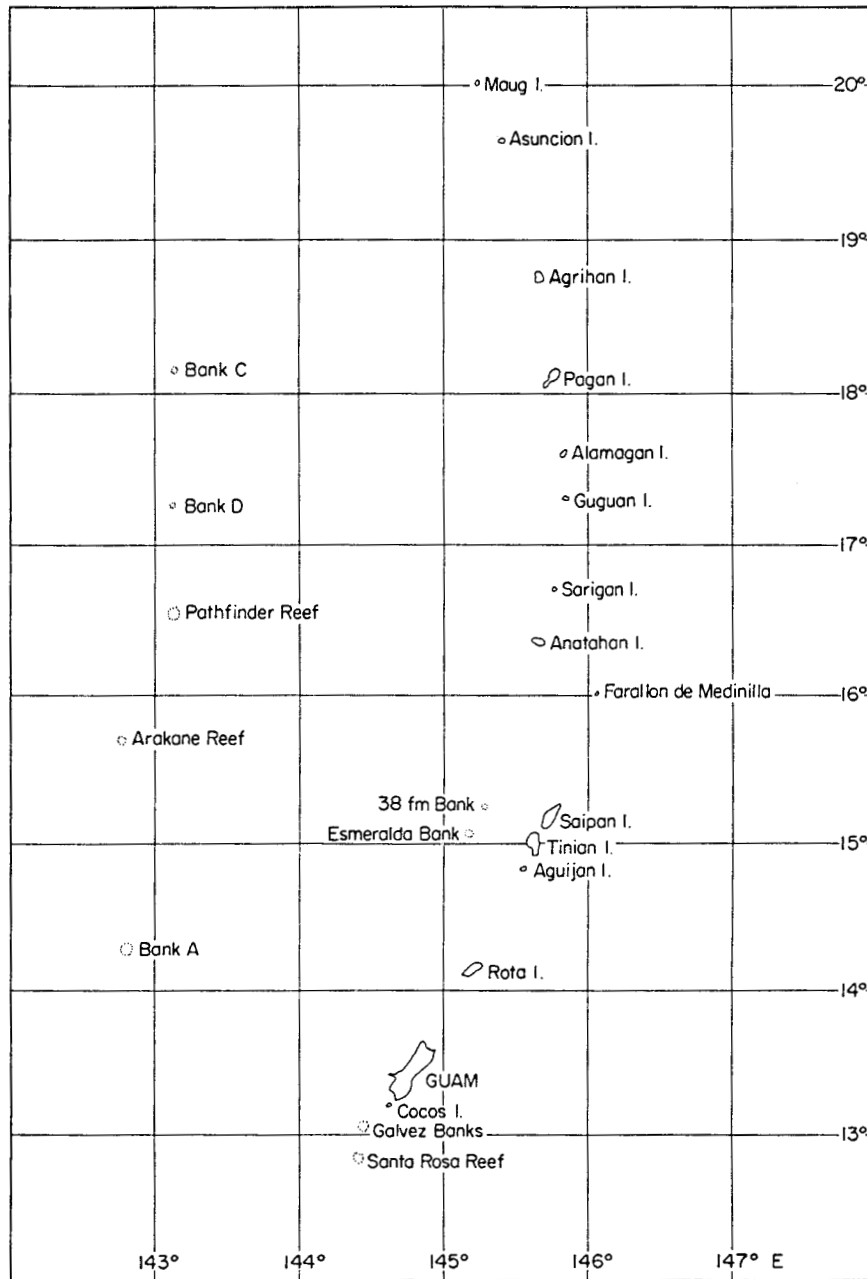 Maug I.
20°
Asuncion I.
19°
Agrihan I.
Bank C
Pagan I.
18°
Alamagan I.
Bank D
Guguan I.
17°
Sarigan I.
Pathfinder Reef
Anatahan I.
Farallon de Medinilla
16°
Arakane Reef
38 fm Bank
Saipan I.
Esmeralda Bank
15°
Tinian I.
Aguijan I.
Bank A
Rota I.
14°
GUAM
Cocos I.
Galvez Banks
13°
Santa Rosa Reef
143° 144° 145° 146° 147° E